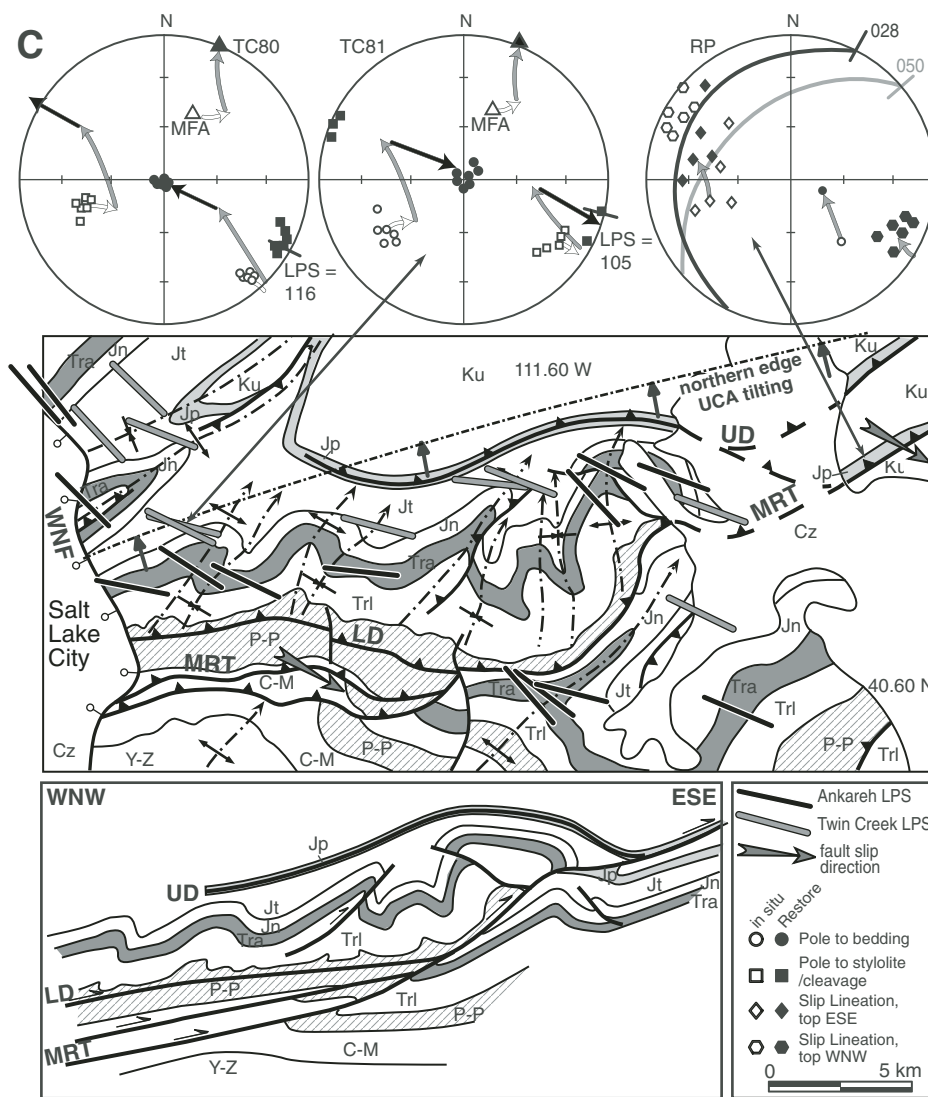 C
N
TC80
MFA
LPS =
116
N
TC81
MFA
LPS =
105
N
RP
028
050
Tra
Jn
Jt
Ku
Jp
Jn
Tra
Ku
111.60 W
northern edge
UCA tilting
Ku
Ku
UD
Jp
Jp
Ku
MRT
Cz
WNF
Jt
Jn
Tra
Trl
Salt
Lake
City
LD
P-P
MRT
C-M
Jn
Jn
Tra
Jt
Trl
Tra
Trl
40.60 N
P-P
Trl
Cz
Y-Z
C-M
P-P
WNW
ESE
Jp
UD
Jt
Jn
Tra
Trl
Jp
Jt
Jn
Tra
LD
P-P
Trl
P-P
MRT
C-M
Y-Z
Ankareh LPS
Twin Creek LPS
fault slip
direction
in situ
Restore
Pole to bedding
Pole to stylolite
/cleavage
Slip Lineation,
top ESE
Slip Lineation,
top WNW
0 5 km